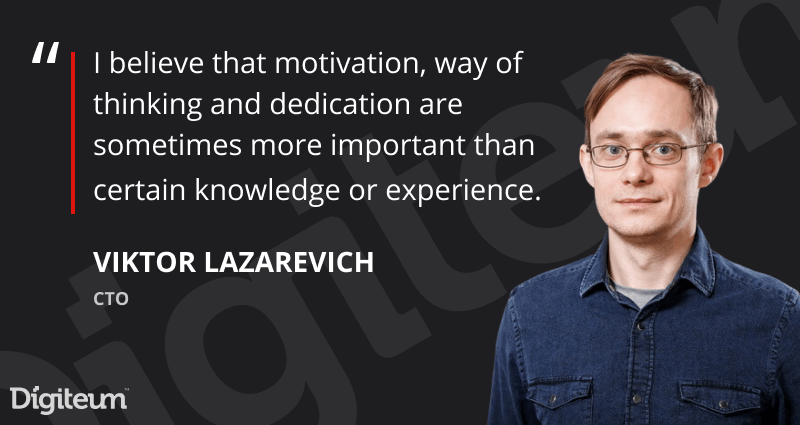 “
I believe that motivation, way of
thinking and dedication are
sometimes more important than
certain knowledge or experience.
VIKTOR LAZAREVICH
CTO
Digiteum™
Digiteum